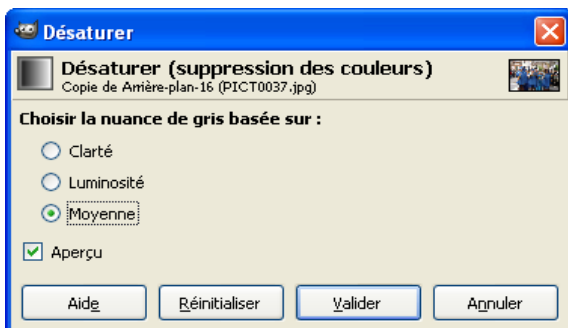 Désaturer
Désaturer (suppression des couleurs)
Copie de Arrière-plan-16 (PICT0037.jpg)
Choisir la nuance de gris basée sur :
Clarté
Luminosité
Moyenne
Aperçu
Aide Réinitialiser Valider Annuler